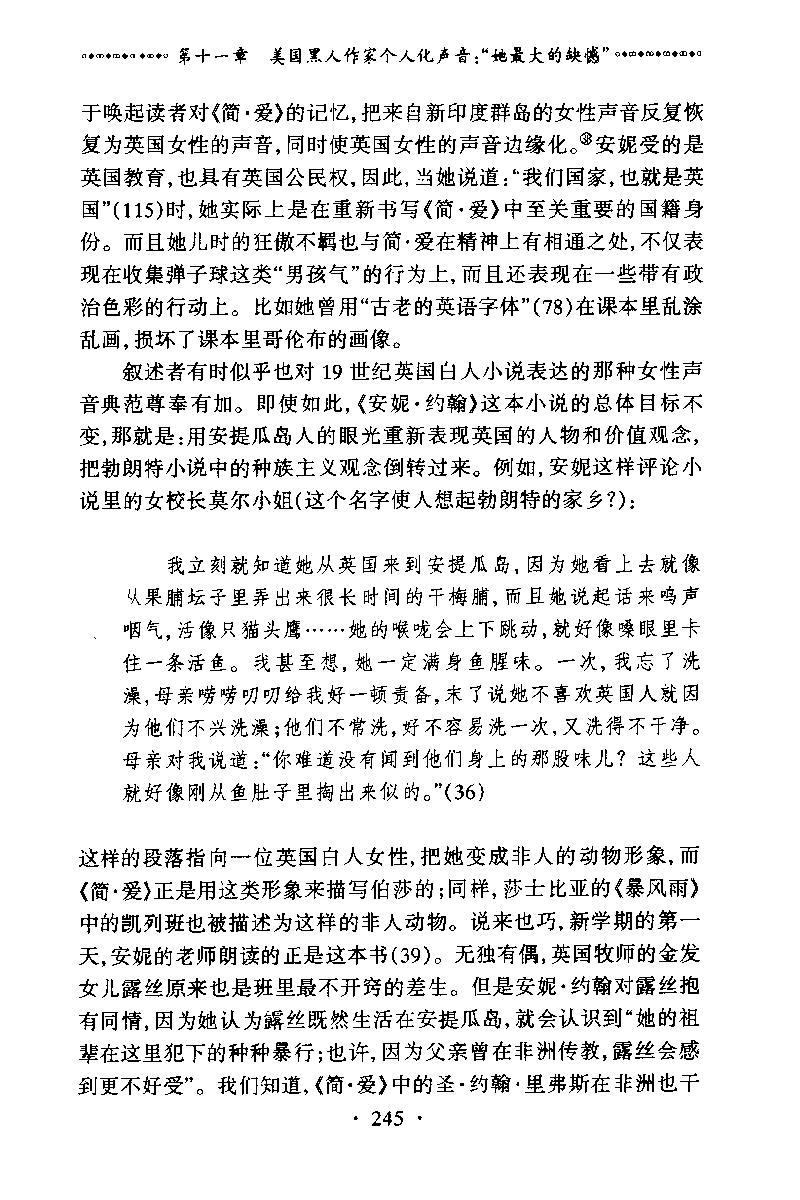 第十一章 美国黑人作家个人化声音:“她最大的缺憾”
于唤起读者对《简·爱》的记忆,把来自新印度群岛的女性声音反复恢
复为英国女性的声音,同时使英国女性的声音边缘化。㊳安妮受的是
英国教育,也具有英国公民权,因此,当她说道:“我们国家,也就是英
国”(115)时,她实际上是在重新书写《简·爱》中至关重要的国籍身
份。而且她儿时的狂傲不羁也与简·爱在精神上有相通之处,不仅表
现在收集弹子球这类“男孩气”的行为上,而且还表现在一些带有政
治色彩的行动上。比如她曾用“古老的英语字体”(78)在课本里乱涂
乱画,损坏了课本里哥伦布的画像。
叙述者有时似乎也对 19 世纪英国白人小说表达的那种女性声
音典范尊奉有加。即使如此,《安妮·约翰》这本小说的总体目标不
变,那就是:用安提瓜岛人的眼光重新表现英国的人物和价值观念,
把勃朗特小说中的种族主义观念倒转过来。例如,安妮这样评论小
说里的女校长莫尔小姐(这个名字使人想起勃朗特的家乡?):
我立刻就知道她从英国来到安提瓜岛,因为她看上去就像
从果脯坛子里弄出来很长时间的干梅脯,而且她说起话来鸣声
咽气,活像只猫头鹰……她的喉咙会上下跳动,就好像嗓眼里卡
住一条活鱼。我甚至想,她一定满身鱼腥味。一次,我忘了洗
澡,母亲唠唠叨叨给我好一顿责备,末了说她不喜欢英国人就因
为他们不兴洗澡;他们不常洗,好不容易洗一次,又洗得不干净。
母亲对我说道:“你难道没有闻到他们身上的那股味儿?这些人
就好像刚从鱼肚子里掏出来似的。”(36)
这样的段落指向一位英国白人女性,把她变成非人的动物形象,而
《简·爱》正是用这类形象来描写伯莎的;同样,莎士比亚的《暴风雨》
中的凯列班也被描述为这样的非人动物。说来也巧,新学期的第一
天,安妮的老师朗读的正是这本书(39)。无独有偶,英国牧师的金发
女儿露丝原来也是班里最不开窍的差生。但是安妮·约翰对露丝抱
有同情,因为她认为露丝既然生活在安提瓜岛,就会认识到“她的祖
辈在这里犯下的种种暴行;也许,因为父亲曾在非洲传教,露丝会感
到更不好受”。我们知道,《简·爱》中的圣·约翰·里弗斯在非洲也干
· 245 ·